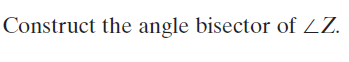 Construct the angle bisector of ∠Z.